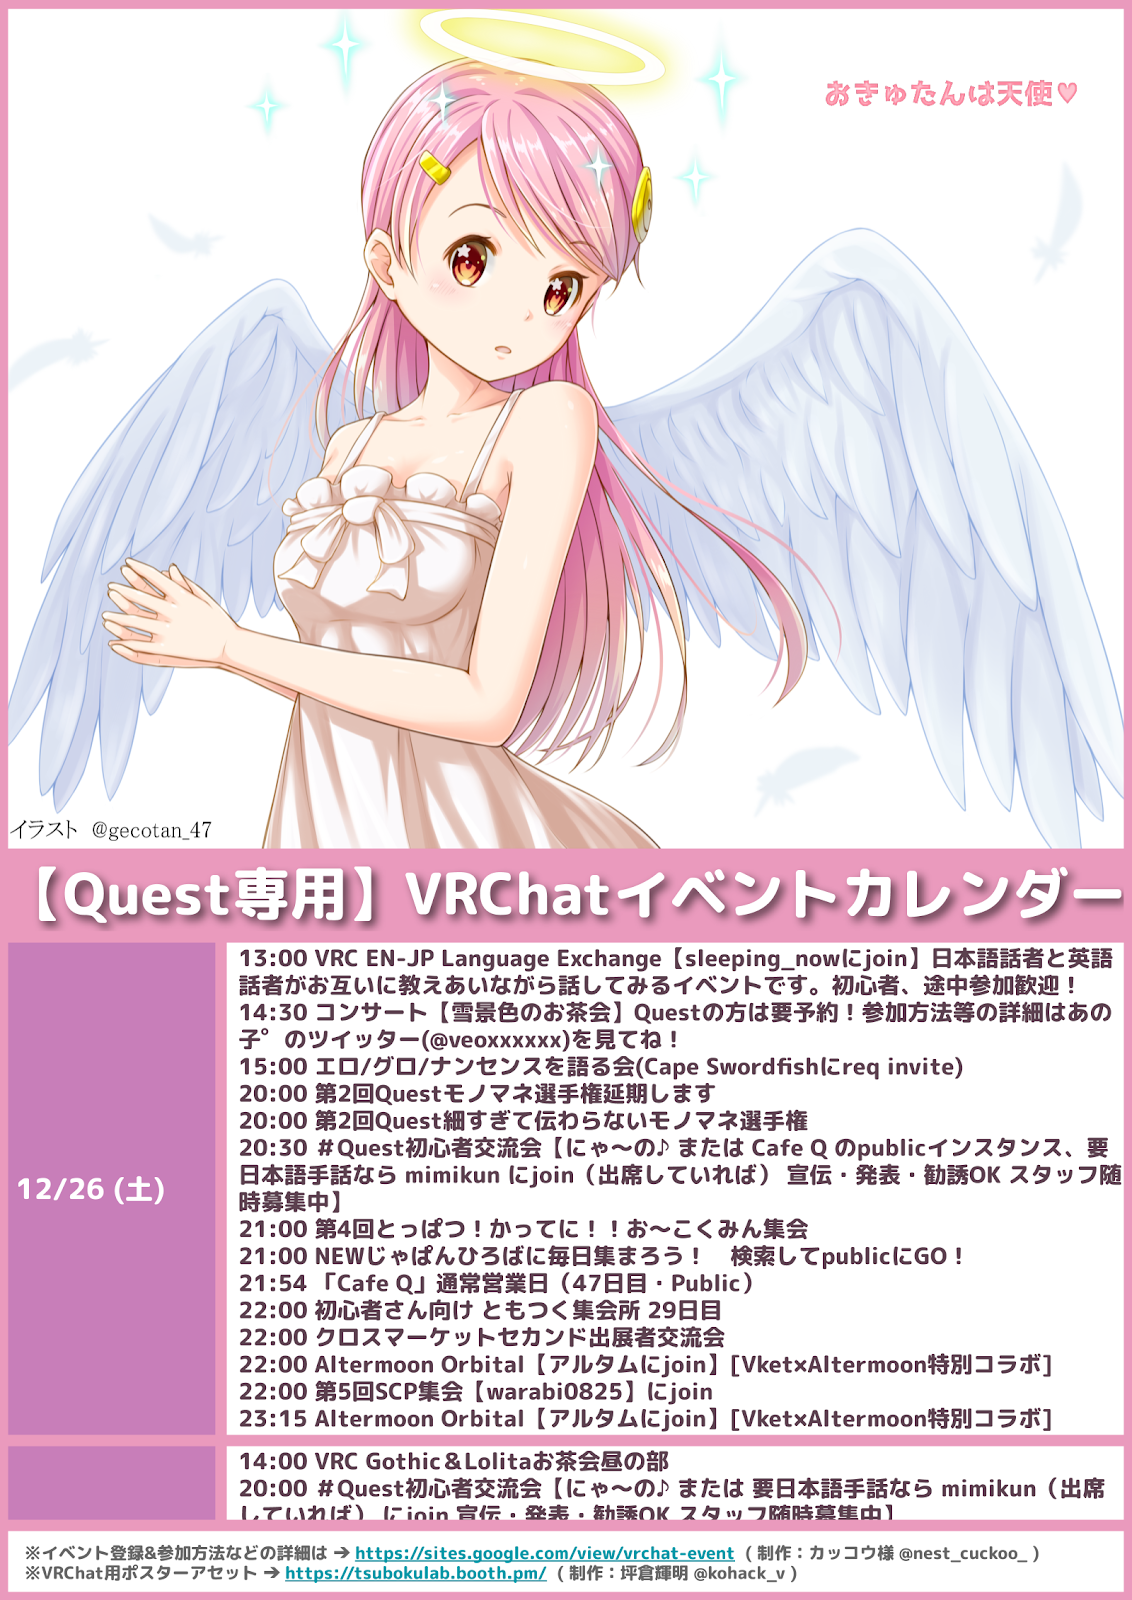 おきゅたんは天使♥
イラスト @gecotan_47
【Quest専用】VRChatイベントカレンダー
12/26 (土)
13:00 VRC EN-JP Language Exchange【sleeping_nowにjoin】日本語話者と英語
話者がお互いに教えあいながら話してみるイベントです。初心者、途中参加歓迎！
14:30 コンサート【雪景色のお茶会】Questの方は要予約！参加方法等の詳細はあの
子゜のツイッター(@veoxxxxxx)を見てね！
15:00 エロ/グロ/ナンセンスを語る会(Cape Swordfishにreq invite)
20:00 第2回Questモノマネ選手権延期します
20:00 第2回Quest細すぎて伝わらないモノマネ選手権
20:30 ＃Quest初心者交流会【にゃ～の♪ または Cafe Q のpublicインスタンス、要
日本語手話なら mimikun にjoin（出席していれば） 宣伝・発表・勧誘OK スタッフ随
時募集中】
21:00 第4回とっぱつ！かってに！！お～こくみん集会
21:00 NEWじゃぱんひろばに毎日集まろう！　検索してpublicにGO！
21:54 「Cafe Q」通常営業日（47日目・Public）
22:00 初心者さん向け ともつく集会所 29日目
22:00 クロスマーケットセカンド出展者交流会
22:00 Altermoon Orbital【アルタムにjoin】[Vket×Altermoon特別コラボ]
22:00 第5回SCP集会【warabi0825】にjoin
23:15 Altermoon Orbital【アルタムにjoin】[Vket×Altermoon特別コラボ]
14:00 VRC Gothic＆Lolitaお茶会昼の部
20:00 ＃Quest初心者交流会【にゃ～の♪ または 要日本語手話なら mimikun（出席
していれば） にjoin 宣伝・発表・勧誘OK スタッフ随時募集中】
※イベント登録&参加方法などの詳細は → https://sites.google.com/view/vrchat-event （ 制作：カッコウ様 @nest_cuckoo_ ）
※VRChat用ポスターアセット → https://tsubokulab.booth.pm/ （ 制作：坪倉輝明 @kohack_v ）